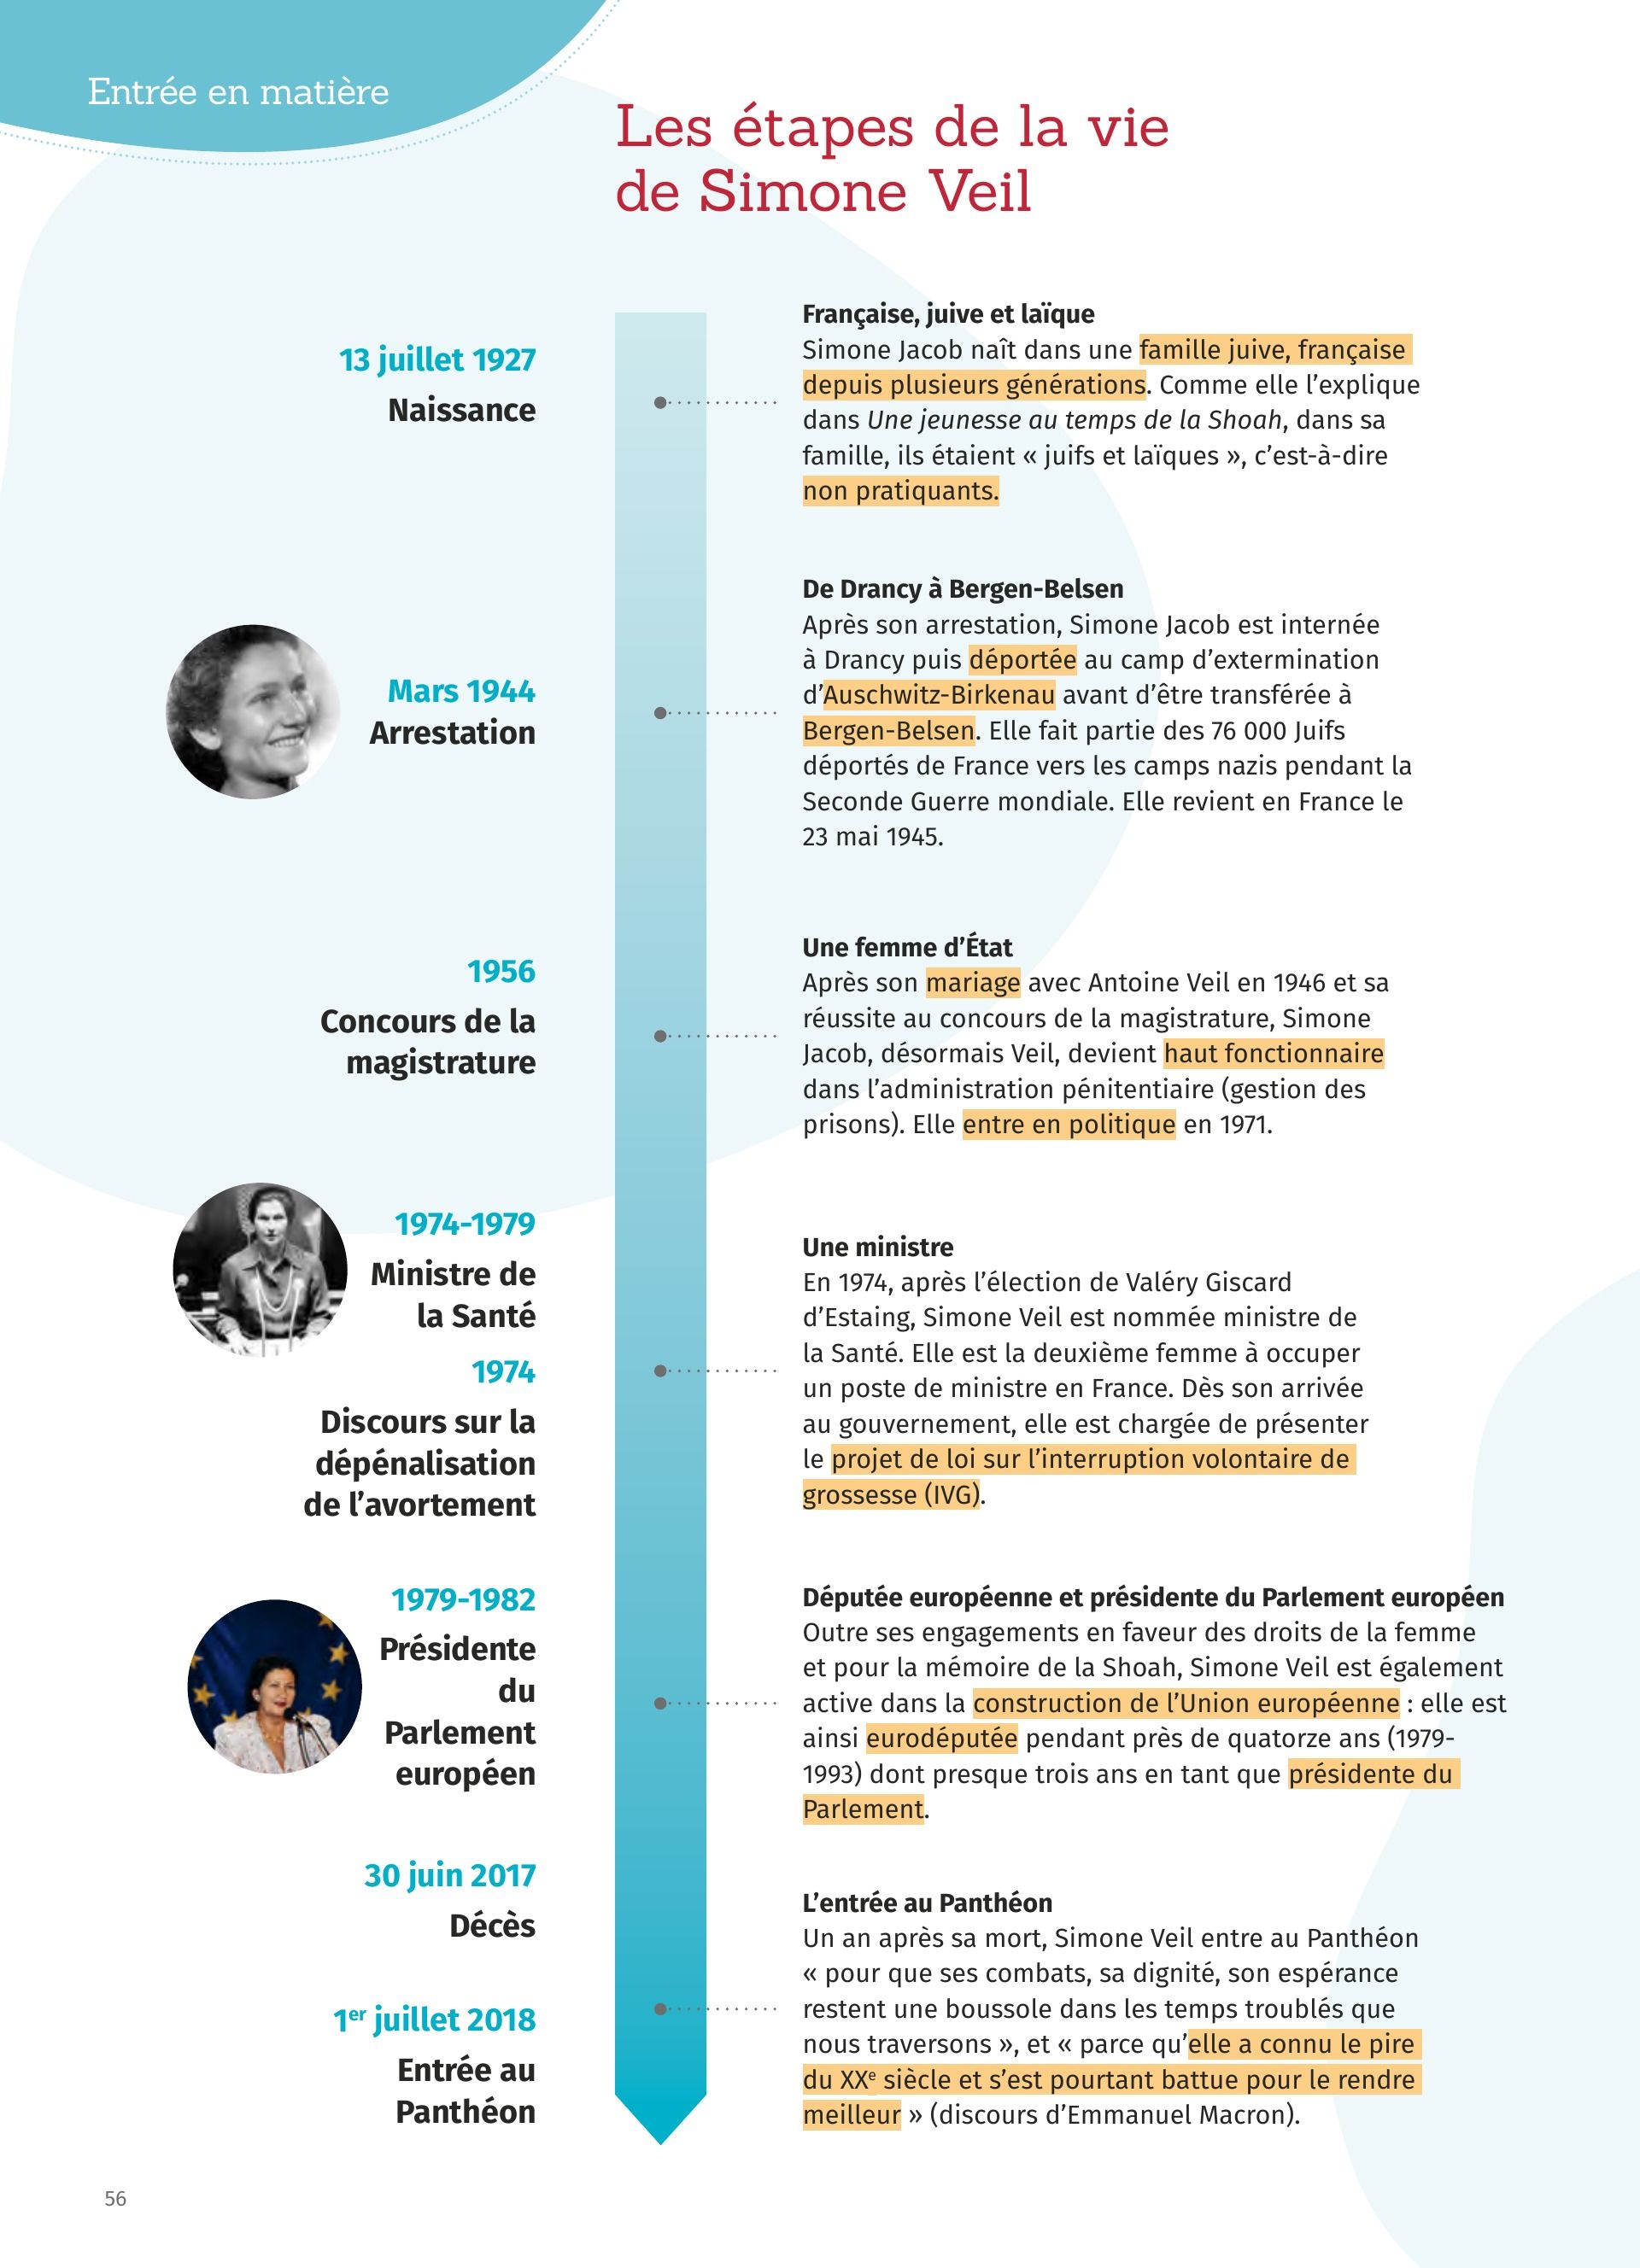 Entrée en matière
Les étapes de la vie
de Simone Veil
13 juillet 1927
Naissance
Française, juive et laïque
Simone Jacob naît dans une famille juive, française
depuis plusieurs générations. Comme elle l’explique
dans Une jeunesse au temps de la Shoah, dans sa
famille, ils étaient « juifs et laïques », c’est-à-dire
non pratiquants.
Mars 1944
Arrestation
De Drancy à Bergen-Belsen
Après son arrestation, Simone Jacob est internée
à Drancy puis déportée au camp d’extermination
d’Auschwitz-Birkenau avant d’être transférée à
Bergen-Belsen. Elle fait partie des 76 000 Juifs
déportés de France vers les camps nazis pendant la
Seconde Guerre mondiale. Elle revient en France le
23 mai 1945.
1956
Concours de la
magistrature
Une femme d’État
Après son mariage avec Antoine Veil en 1946 et sa
réussite au concours de la magistrature, Simone
Jacob, désormais Veil, devient haut fonctionnaire
dans l’administration pénitentiaire (gestion des
prisons). Elle entre en politique en 1971.
1974-1979
Ministre de
la Santé
1974
Discours sur la
dépénalisation
de l’avortement
Une ministre
En 1974, après l’élection de Valéry Giscard
d’Estaing, Simone Veil est nommée ministre de
la Santé. Elle est la deuxième femme à occuper
un poste de ministre en France. Dès son arrivée
au gouvernement, elle est chargée de présenter
le projet de loi sur l’interruption volontaire de
grossesse (IVG).
1979-1982
Présidente
du
Parlement
européen
Députée européenne et présidente du Parlement européen
Outre ses engagements en faveur des droits de la femme
et pour la mémoire de la Shoah, Simone Veil est également
active dans la construction de l’Union européenne : elle est
ainsi eurodéputée pendant près de quatorze ans (1979-
1993) dont presque trois ans en tant que présidente du
Parlement.
30 juin 2017
Décès
1er juillet 2018
Entrée au
Panthéon
L’entrée au Panthéon
Un an après sa mort, Simone Veil entre au Panthéon
« pour que ses combats, sa dignité, son espérance
restent une boussole dans les temps troublés que
nous traversons », et « parce qu’elle a connu le pire
du XXe siècle et s’est pourtant battue pour le rendre
meilleur » (discours d’Emmanuel Macron).
56